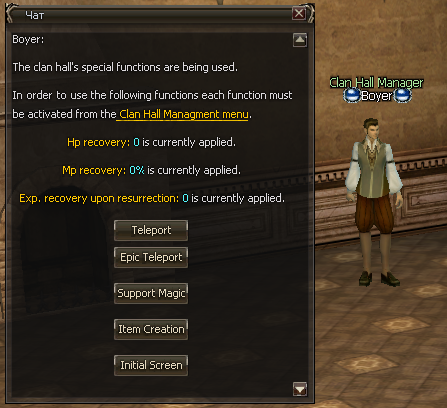 Чат
Boyer:
The clan hall's special functions are being used.
In order to use the following functions each function must
be activated from the Clan Hall Managment menu.
Hp recovery: 0 is currently applied.
Mp recovery: 0% is currently applied.
Exp. recovery upon resurrection: 0 is currently applied.
Teleport
Epic Teleport
Support Magic
Item Creation
Initial Screen
Clan Hall Manager
Boyer